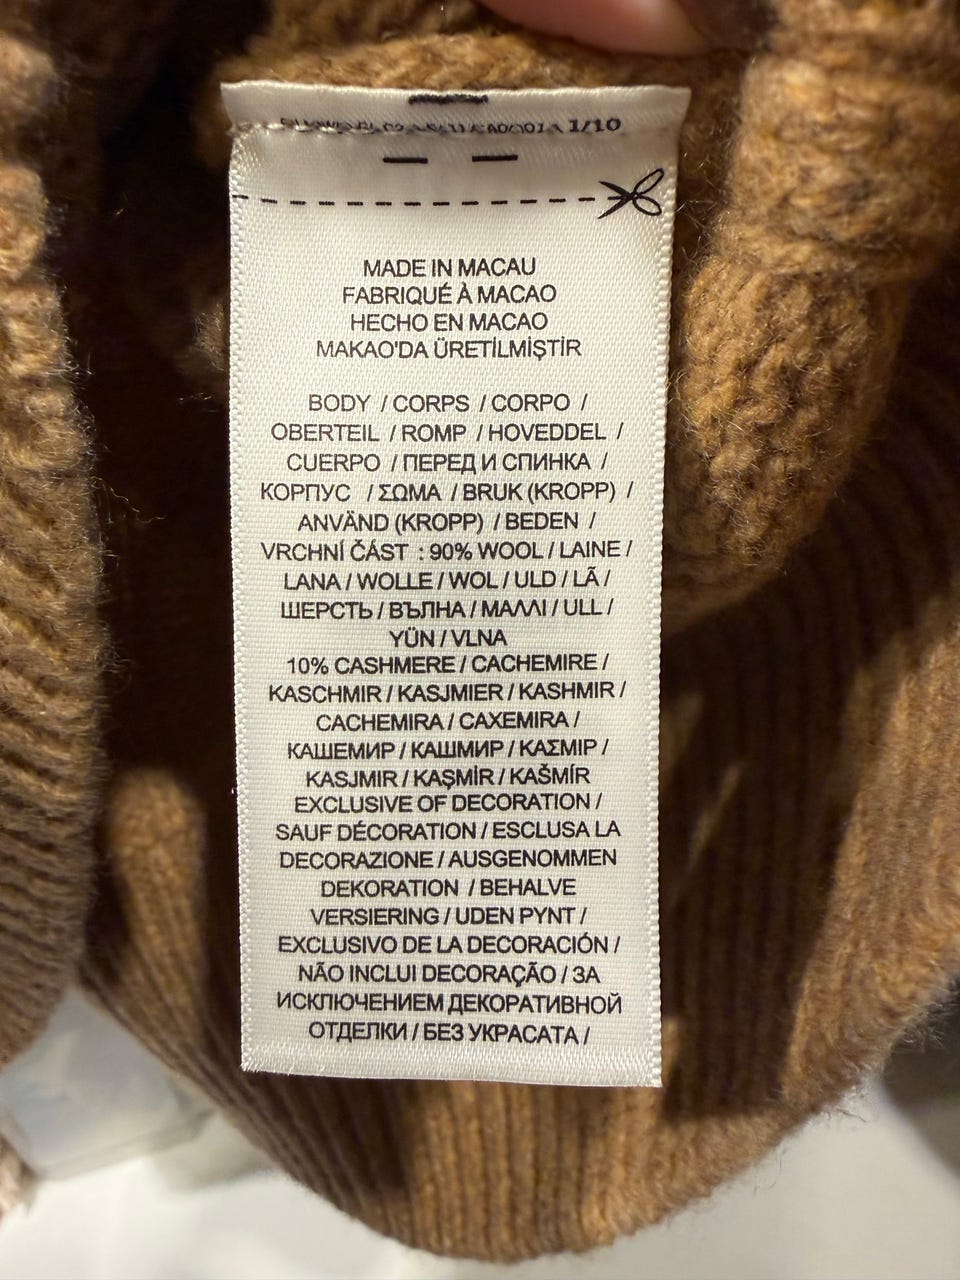 1/10
MADE IN MACAU
FABRIQUÉ À MACAO
HECHO EN MACAO
MAKAO'DA ÜRETİLMİŞTİR
BODY / CORPS / CORPO /
OBERTEIL / ROMP / HOVEDDEL /
CUERPO / ПЕРЕД И СПИНКА /
КОРПУС / ΣΩΜΑ / BRUK (KROPP) /
ANVÄND (KROPP) / BEDEN /
VRCHNÍ ČÁST : 90% WOOL / LAINE /
LANA / WOLLE / WOL / ULD / LÃ /
ШЕРСТЬ / ВЪЛНА / ΜΑΛΛΙ / ULL /
YÜN / VLNA
10% CASHMERE / CACHEMIRE /
KASCHMIR / KASJMIER / KASHMIR /
CACHEMIRA / CAXEMIRA /
КАШЕМИР / КАШМИР / ΚΑΣΜΙΡ /
KASJMIR / KAŞMİR / KAŠMÍR
EXCLUSIVE OF DECORATION /
SAUF DÉCORATION / ESCLUSA LA
DECORAZIONE / AUSGENOMMEN
DEKORATION / BEHALVE
VERSIERING / UDEN PYNT /
EXCLUSIVO DE LA DECORACIÓN /
NÃO INCLUI DECORAÇÃO / ЗА
ИСКЛЮЧЕНИЕМ ДЕКОРАТИВНОЙ
ОТДЕЛКИ / БЕЗ УКРАСАТА /